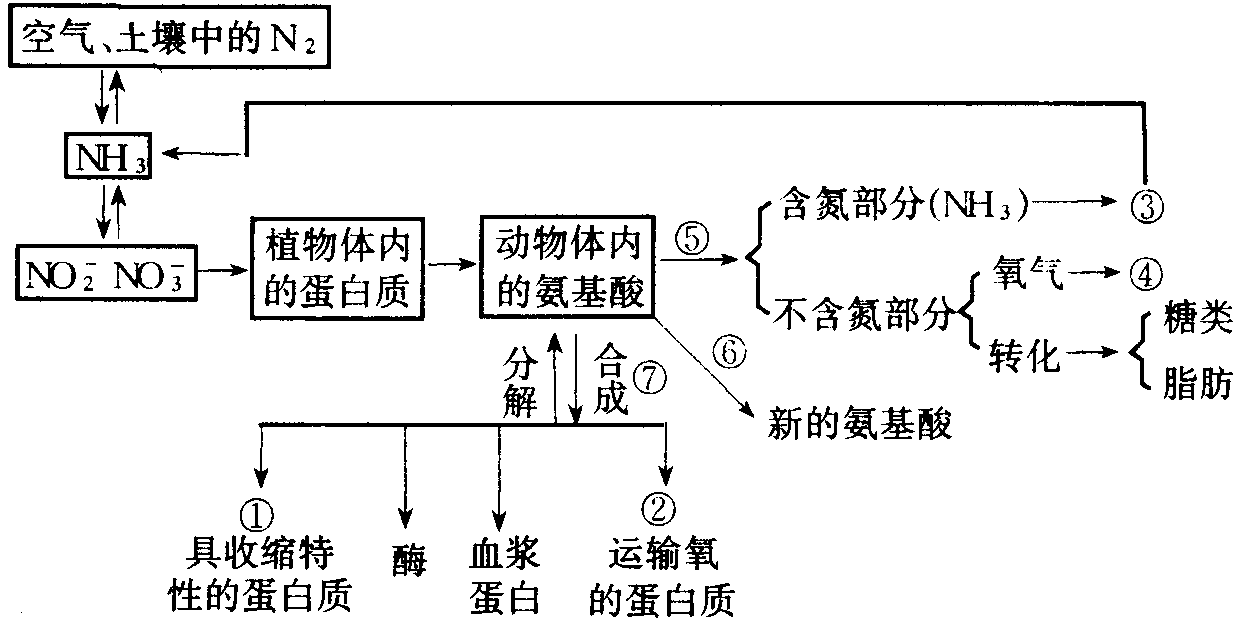 空气、土壤中的N₂
NH₃
NO₂⁻ NO₃⁻
植物体内
的蛋白质
动物体内
的氨基酸
⑤
含氮部分(NH₃)
③
不含氮部分
氧气
④
转化
糖类
脂肪
⑥
新的氨基酸
分解
合成
⑦
①
具收缩特
性的蛋白质
酶
血浆
蛋白
②
运输氧
的蛋白质